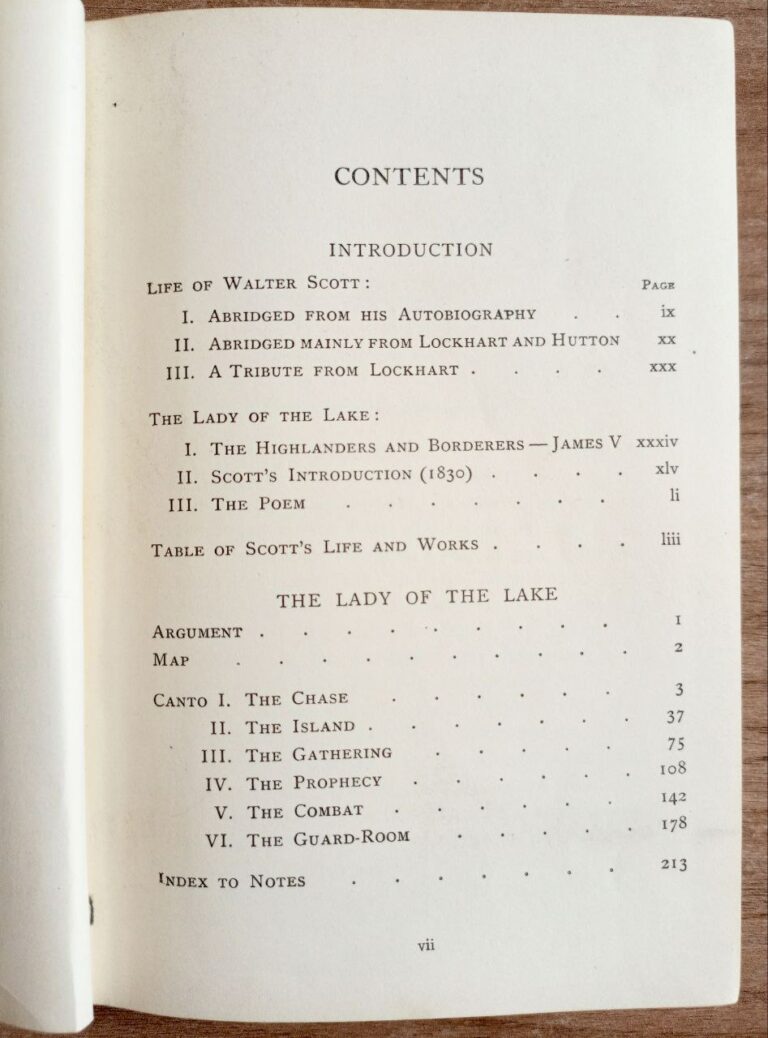 CONTENTS
INTRODUCTION
LIFE OF WALTER SCOTT: PAGE
I. ABRIDGED FROM HIS AUTOBIOGRAPHY . . ix
II. ABRIDGED MAINLY FROM LOCKHART AND HUTTON xx
III. A TRIBUTE FROM LOCKHART . . . . xxx
THE LADY OF THE LAKE:
I. THE HIGHLANDERS AND BORDERERS — JAMES V xxxiv
II. SCOTT'S INTRODUCTION (1830) . . . . xlv
III. THE POEM . . . . . . . li
TABLE OF SCOTT'S LIFE AND WORKS . . . . liii
THE LADY OF THE LAKE
ARGUMENT . . . . . . . . . 1
MAP . . . . . . . . . . 2
CANTO I. THE CHASE . . . . . . 3
II. THE ISLAND . . . . . . . 37
III. THE GATHERING . . . . . 75
IV. THE PROPHECY . . . . . . 108
V. THE COMBAT . . . . . . 142
VI. THE GUARD-ROOM . . . . . 178
INDEX TO NOTES . . . . . . . 213
vii